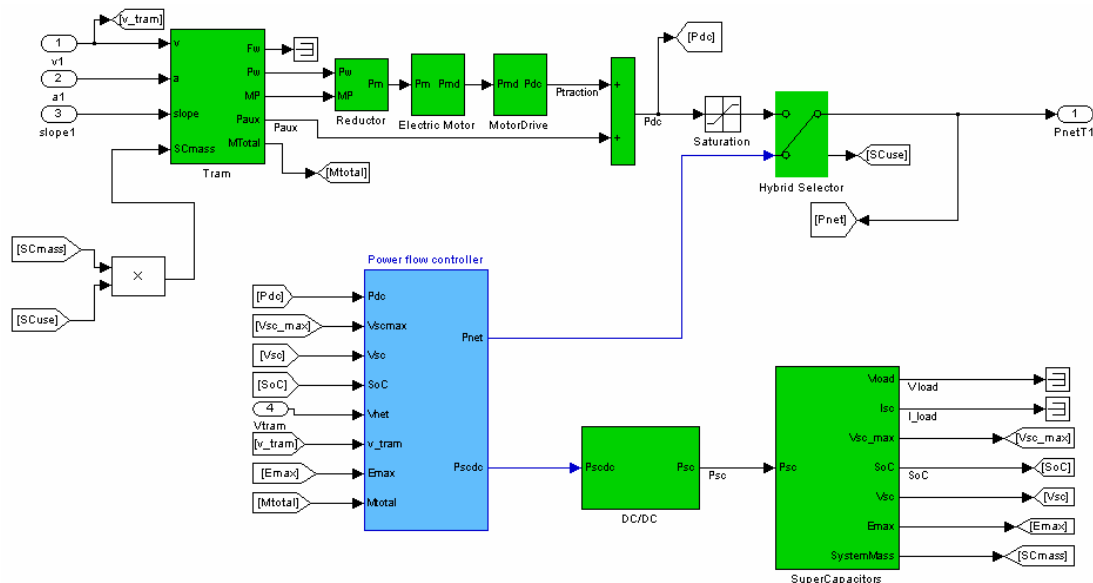 [v_tram]
1
v1
2
a1
3
slope1
v
a
slope
SCmass
Fw
Pw
MP
Paux
MTotal
Tram
Paux
[Mtotal]
Pw
MP
Pm
Reductor
Pm Pmd
Electric Motor
Pmd Pdc
MotorDrive
Ptraction
+
+
Pdc
[Pdc]
Saturation
Hybrid Selector
[SCuse]
[Pnet]
1
PnetT1
[SCmass]
[SCuse]
×
Power flow controller
[Pdc]
[Vsc_max]
[Vsc]
[SoC]
4
Vtram
[v_tram]
[Emax]
[Mtotal]
Pdc
Vscmax
Vsc
SoC
Vnet
v_tram
Emax
Mtotal
Pnet
Pscdc
Pscdc Psc
DC/DC
Psc
Psc
Vload
Isc
Vsc_max
SoC
Vsc
Emax
SystemMass
SuperCapacitors
Vload
I_load
[Vsc_max]
[SoC]
SoC
[Vsc]
[Emax]
[SCmass]